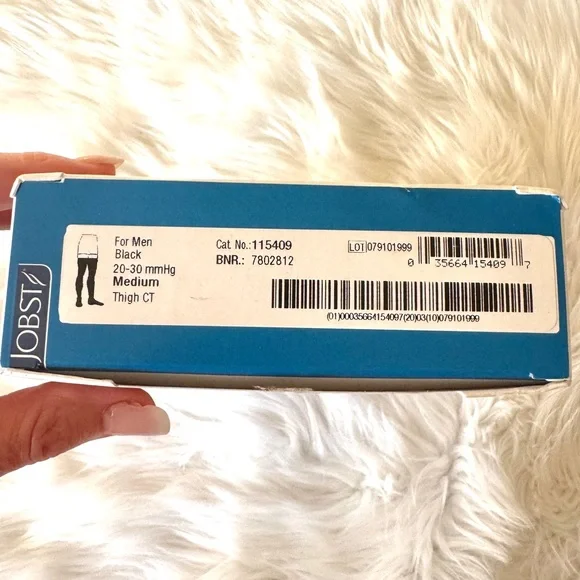 JOBST
For Men
Black
20-30 mmHg
Medium
Thigh CT
Cat. No.: 115409
BNR.: 7802812
LOT 079101999
0 35664 15409 7
(01)00035664154097(20)03(10)079101999